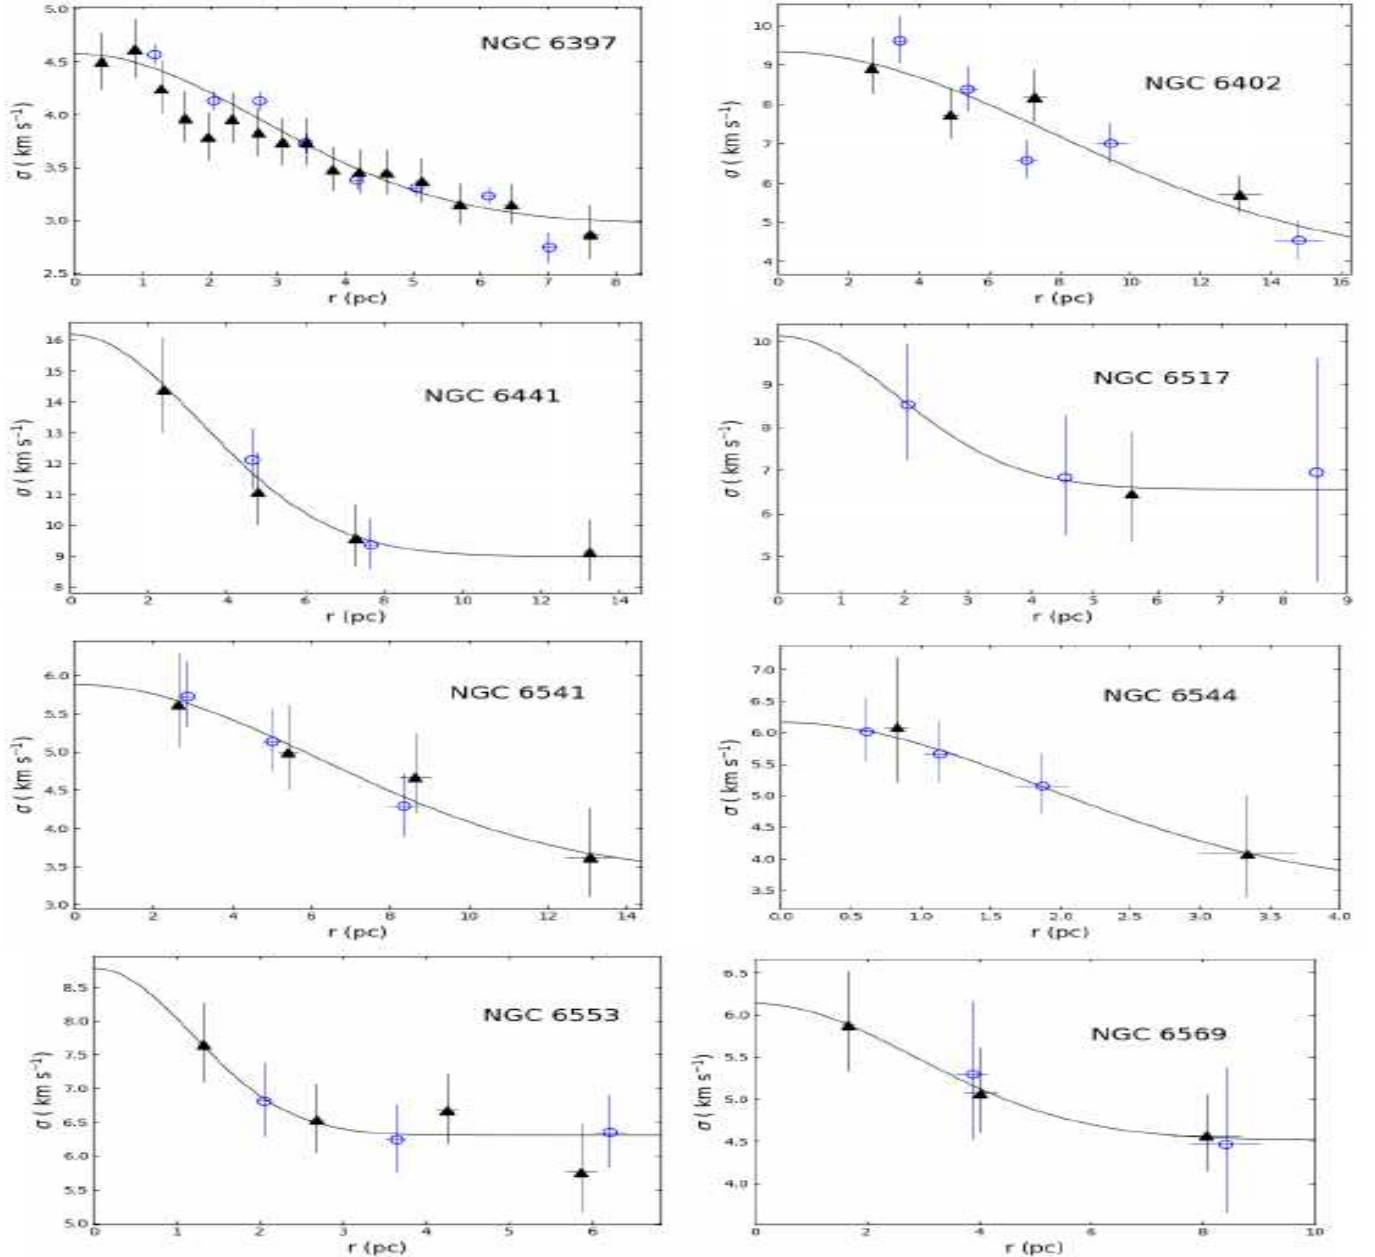 5.0
4.5
4.0
3.5
3.0
2.5
σ ( km s⁻¹)
NGC 6397
0 1 2 3 4 5 6 7 8
r (pc)
10
9
8
7
6
5
4
σ ( km s⁻¹)
NGC 6402
0 2 4 6 8 10 12 14 16
r (pc)
16
15
14
13
12
11
10
9
8
σ ( km s⁻¹)
NGC 6441
0 2 4 6 8 10 12 14
r (pc)
10
9
8
7
6
5
σ ( km s⁻¹)
NGC 6517
0 1 2 3 4 5 6 7 8 9
r (pc)
6.0
5.5
5.0
4.5
4.0
3.5
3.0
σ ( km s⁻¹)
NGC 6541
0 2 4 6 8 10 12 14
r (pc)
7.0
6.5
6.0
5.5
5.0
4.5
4.0
3.5
σ ( km s⁻¹)
NGC 6544
0.0 0.5 1.0 1.5 2.0 2.5 3.0 3.5 4.0
r (pc)
8.5
8.0
7.5
7.0
6.5
6.0
5.5
5.0
σ ( km s⁻¹)
NGC 6553
0 1 2 3 4 5 6
r (pc)
6.5
6.0
5.5
5.0
4.5
4.0
σ ( km s⁻¹)
NGC 6569
0 2 4 6 8 10
r (pc)